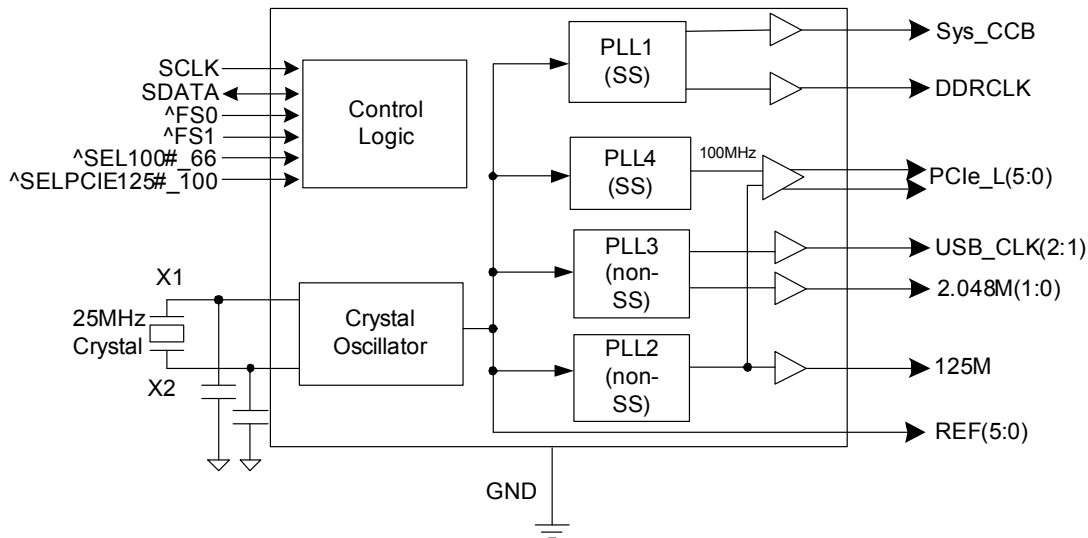 SCLK
SDATA
^FS0
^FS1
^SEL100#_66
^SELPCIE125#_100
Control
Logic
X1
25MHz
Crystal
X2
Crystal
Oscillator
PLL1
(SS)
PLL4
(SS)
100MHz
PLL3
(non-
SS)
PLL2
(non-
SS)
Sys_CCB
DDRCLK
PCIe_L(5:0)
USB_CLK(2:1)
2.048M(1:0)
125M
REF(5:0)
GND